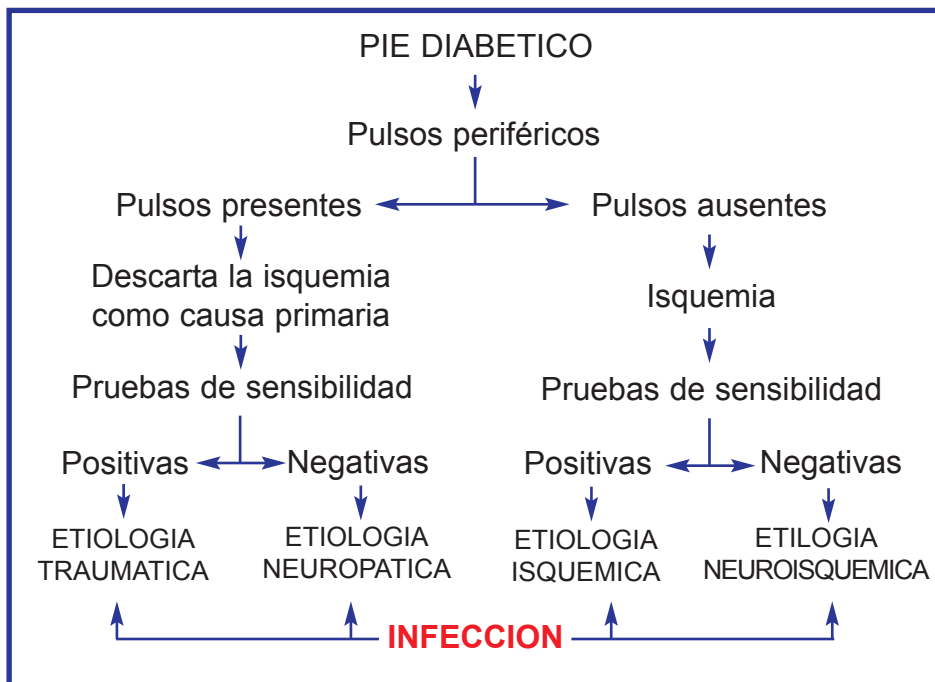 PIE DIABETICO
Pulsos periféricos
Pulsos presentes
Pulsos ausentes
Descarta la isquemia
como causa primaria
Isquemia
Pruebas de sensibilidad
Pruebas de sensibilidad
Positivas
Negativas
Positivas
Negativas
ETIOLOGIA
TRAUMATICA
ETIOLOGIA
NEUROPATICA
ETIOLOGIA
ISQUEMICA
ETILOGIA
NEUROISQUEMICA
INFECCION